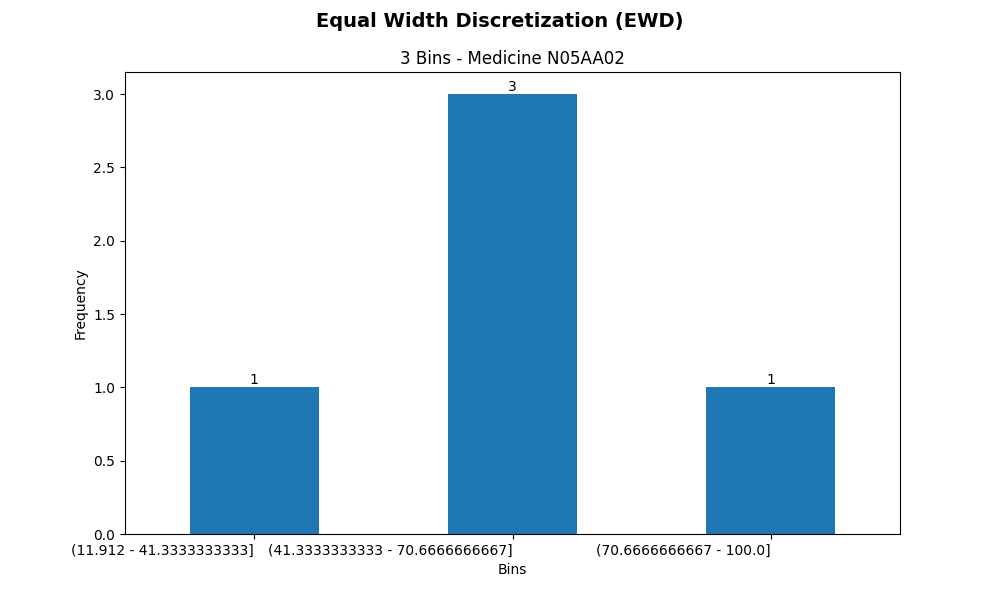 Equal Width Discretization (EWD)
3 Bins - Medicine N05AA02
3
1
1
3.0
2.5
2.0
1.5
1.0
0.5
0.0
Frequency
(11.912 - 41.3333333333] (41.3333333333 - 70.6666666667] (70.6666666667 - 100.0]
Bins